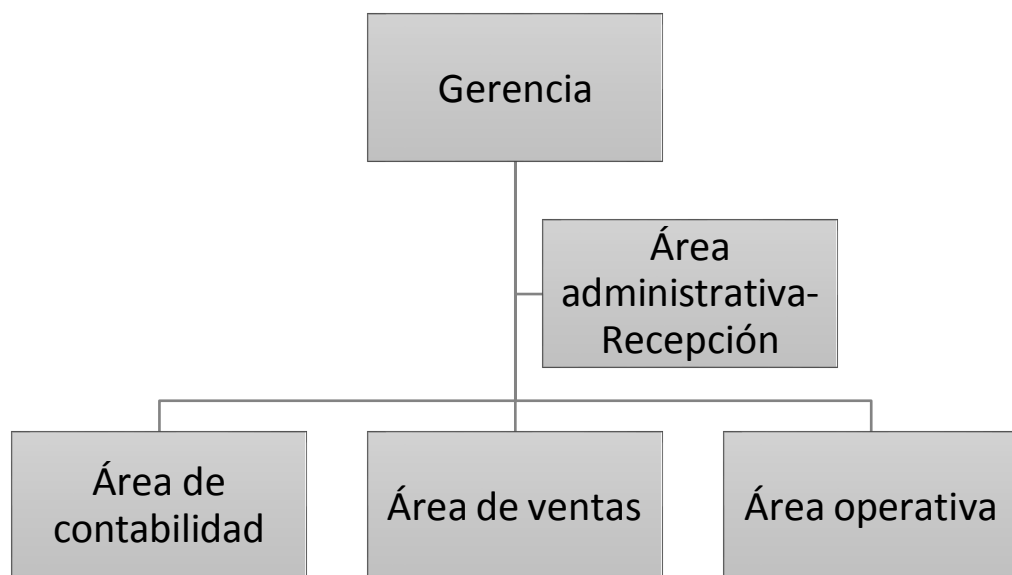 Gerencia
Área
administrativa-
Recepción
Área de
contabilidad
Área de ventas
Área operativa